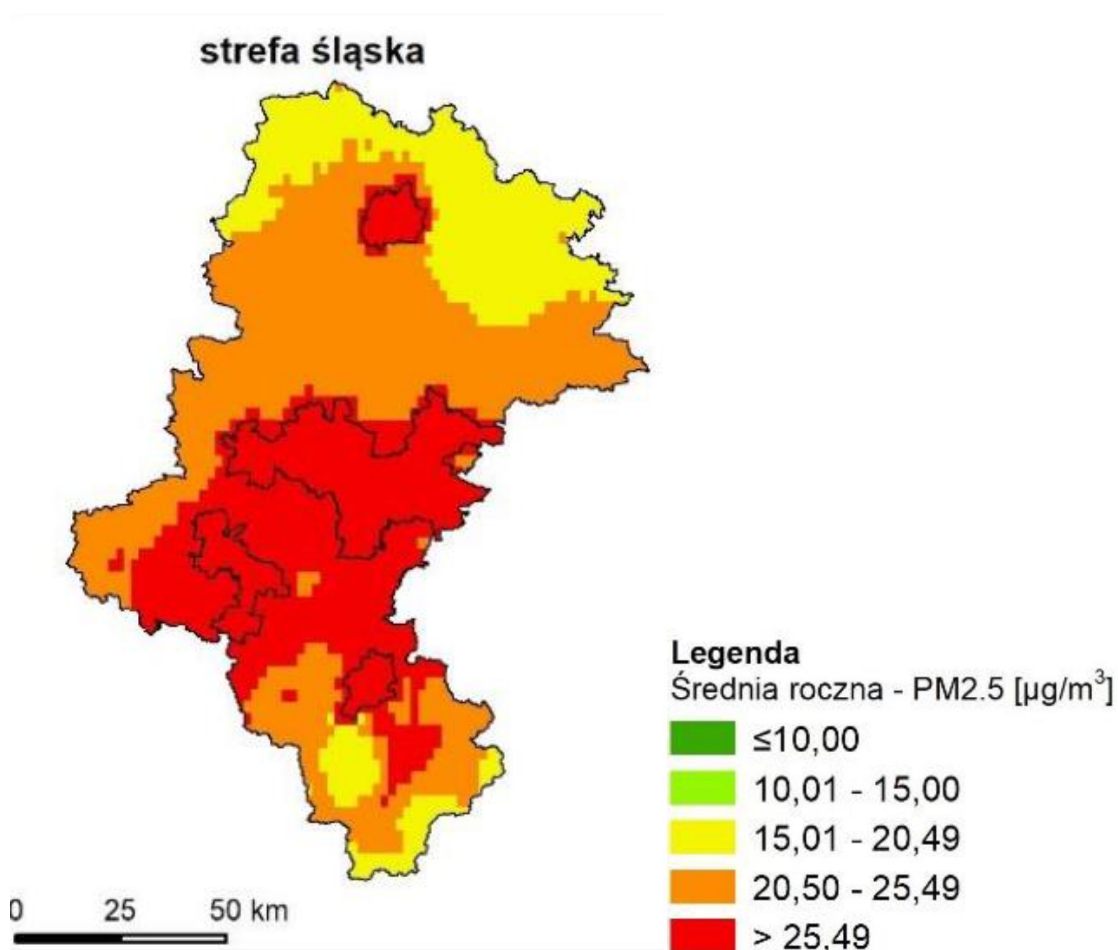 strefa śląska
Legenda
Średnia roczna - PM2.5 [µg/m³]
≤10,00
10,01 - 15,00
15,01 - 20,49
20,50 - 25,49
> 25,49
0 25 50 km